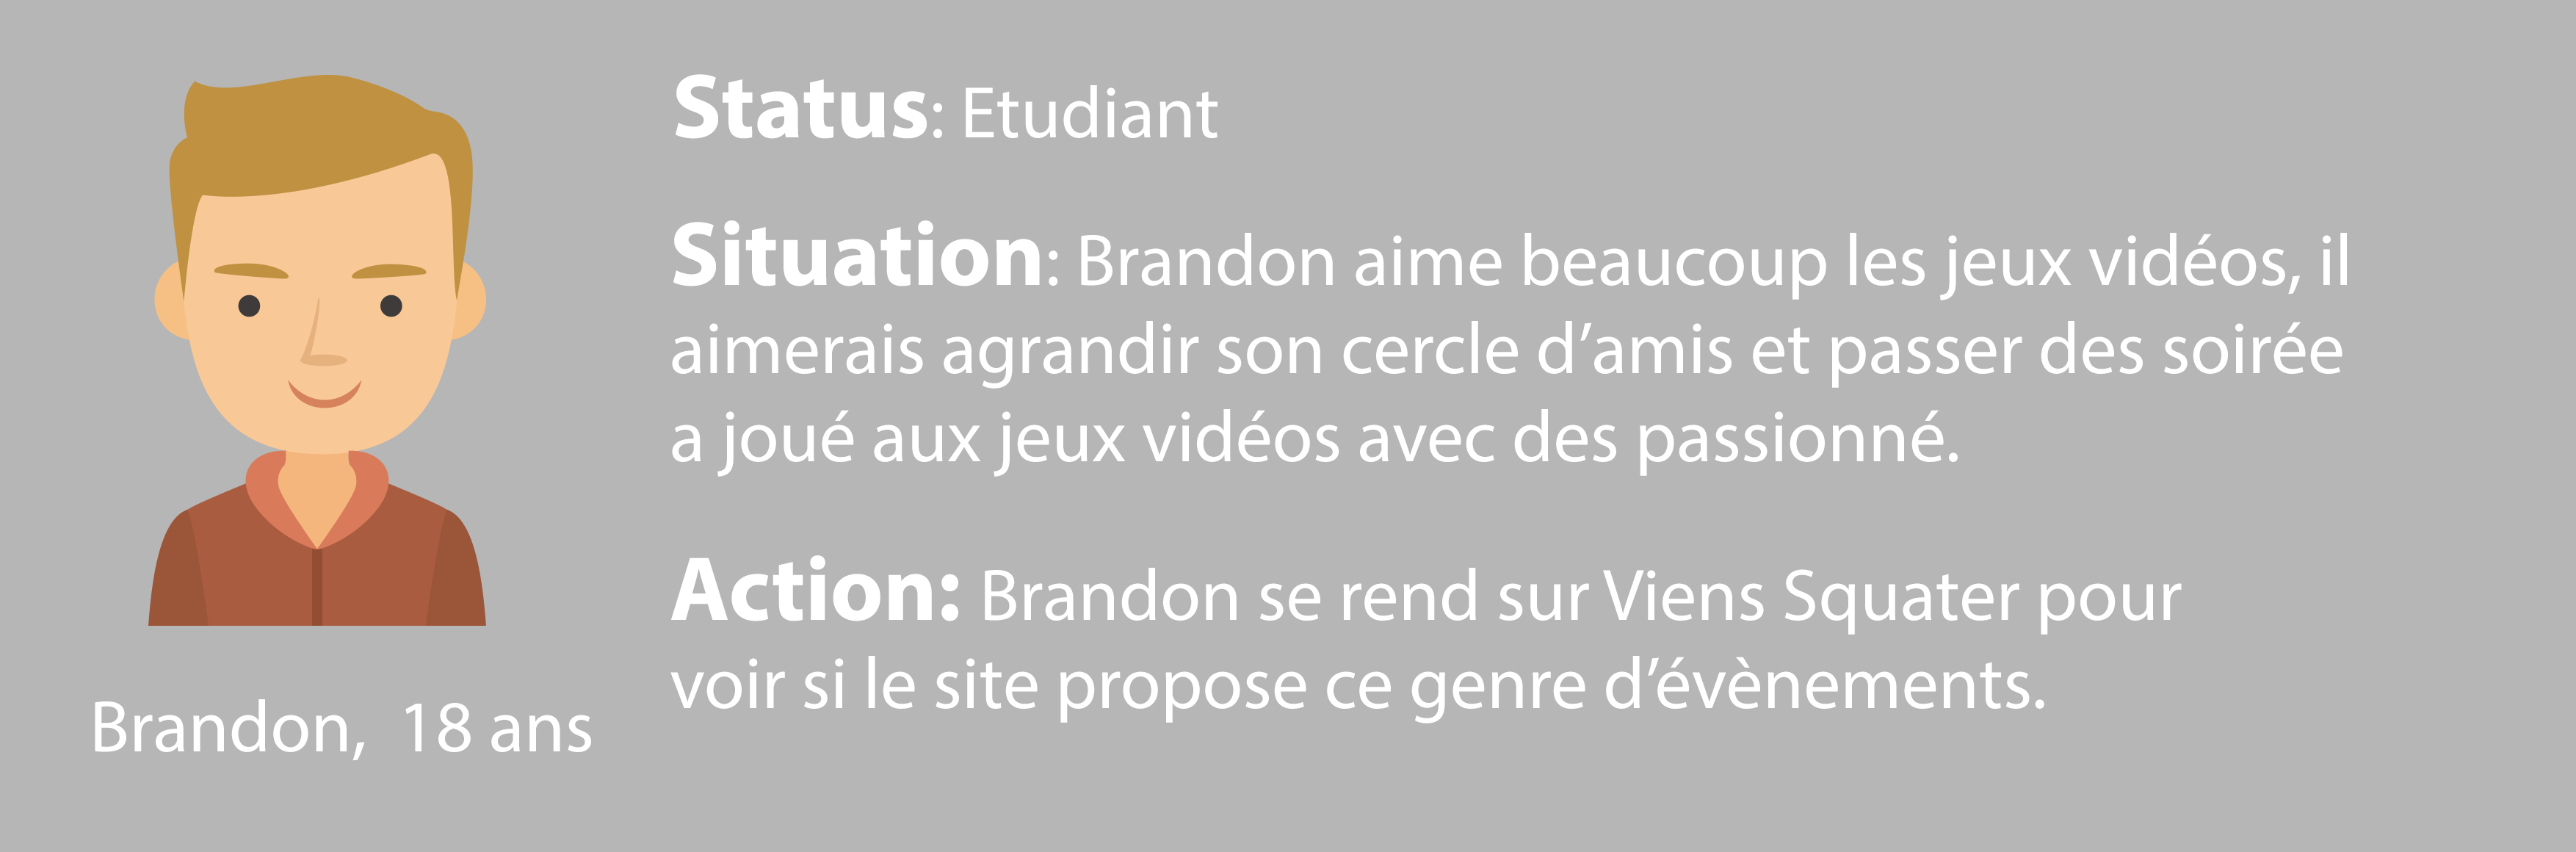 Status: Etudiant
Situation: Brandon aime beaucoup les jeux vidéos, il
aimerais agrandir son cercle d’amis et passer des soirée
a joué aux jeux vidéos avec des passionné.
Action: Brandon se rend sur Viens Squater pour
voir si le site propose ce genre d’évènements.
Brandon, 18 ans